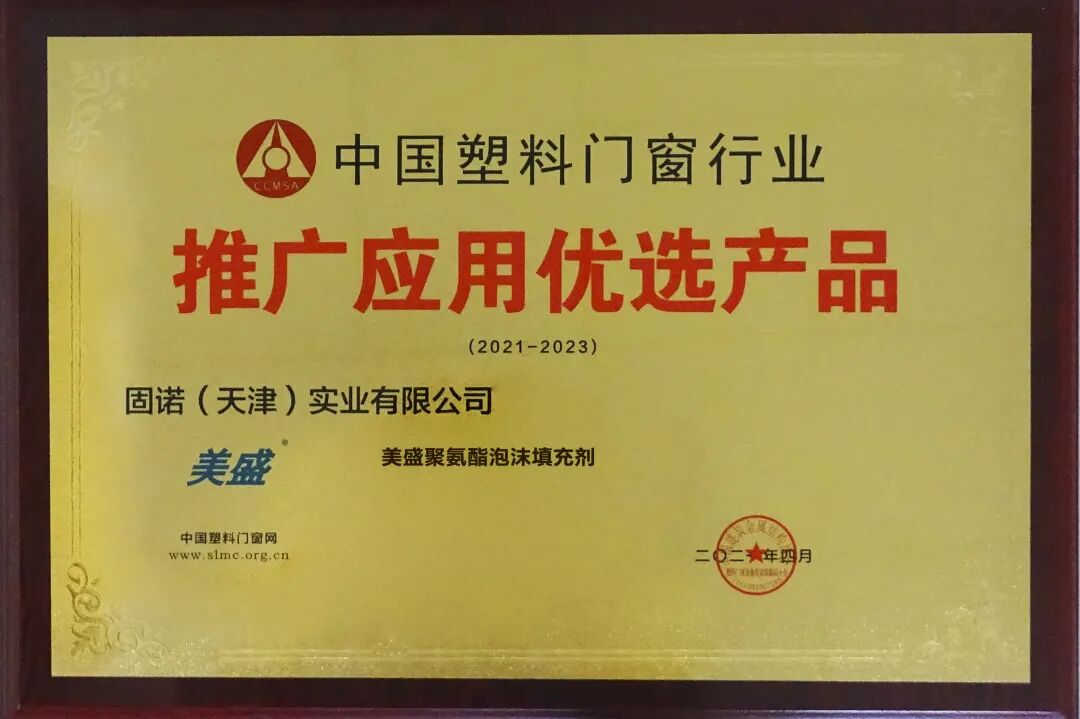 CCMSA
中国塑料门窗行业
推广应用优选产品
(2021-2023)
固诺（天津）实业有限公司
美盛®
美盛聚氨酯泡沫填充剂
中国塑料门窗网
www.slmc.org.cn
二〇二一年四月